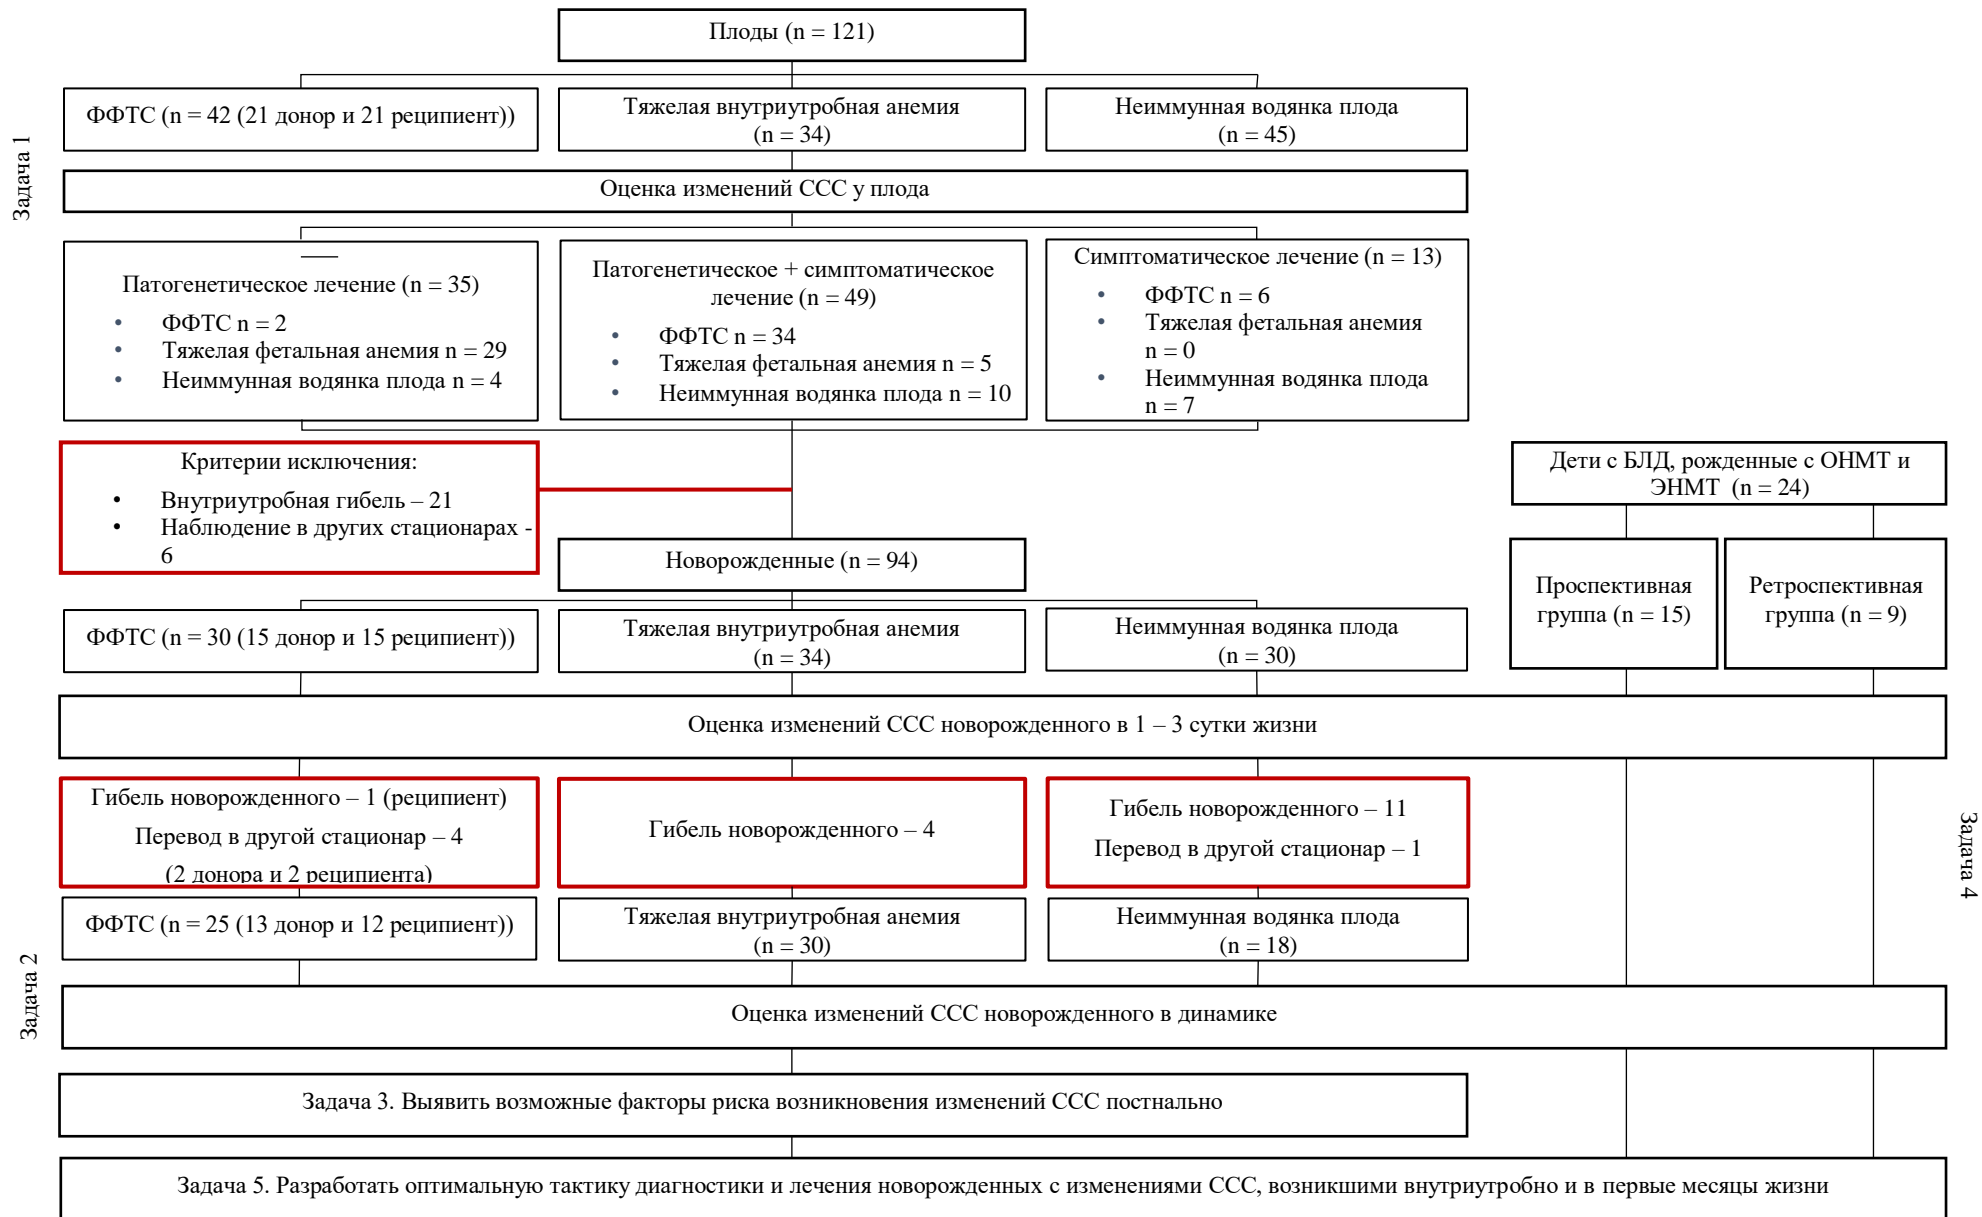 Плоды (n = 121)
Задача 1
ФФТС (n = 42 (21 донор и 21 реципиент))
Тяжелая внутриутробная анемия
(n = 34)
Неиммунная водянка плода
(n = 45)
Оценка изменений ССС у плода
Патогенетическое лечение (n = 35)
• ФФТС n = 2
• Тяжелая фетальная анемия n = 29
• Неиммунная водянка плода n = 4
Патогенетическое + симптоматическое
лечение (n = 49)
• ФФТС n = 34
• Тяжелая фетальная анемия n = 5
• Неиммунная водянка плода n = 10
Симптоматическое лечение (n = 13)
• ФФТС n = 6
• Тяжелая фетальная анемия
n = 0
• Неиммунная водянка плода
n = 7
Критерии исключения:
• Внутриутробная гибель – 21
• Наблюдение в других стационарах -
6
Дети с БЛД, рожденные с ОНМТ и
ЭНМТ (n = 24)
Новорожденные (n = 94)
Проспективная
группа (n = 15)
Ретроспективная
группа (n = 9)
ФФТС (n = 30 (15 донор и 15 реципиент))
Тяжелая внутриутробная анемия
(n = 34)
Неиммунная водянка плода
(n = 30)
Оценка изменений ССС новорожденного в 1 – 3 сутки жизни
Гибель новорожденного – 1 (реципиент)
Перевод в другой стационар – 4
(2 донора и 2 реципиента)
Гибель новорожденного – 4
Гибель новорожденного – 11
Перевод в другой стационар – 1
Задача 4
ФФТС (n = 25 (13 донор и 12 реципиент))
Тяжелая внутриутробная анемия
(n = 30)
Неиммунная водянка плода
(n = 18)
Задача 2
Оценка изменений ССС новорожденного в динамике
Задача 3. Выявить возможные факторы риска возникновения изменений ССС постнально
Задача 5. Разработать оптимальную тактику диагностики и лечения новорожденных с изменениями ССС, возникшими внутриутробно и в первые месяцы жизни